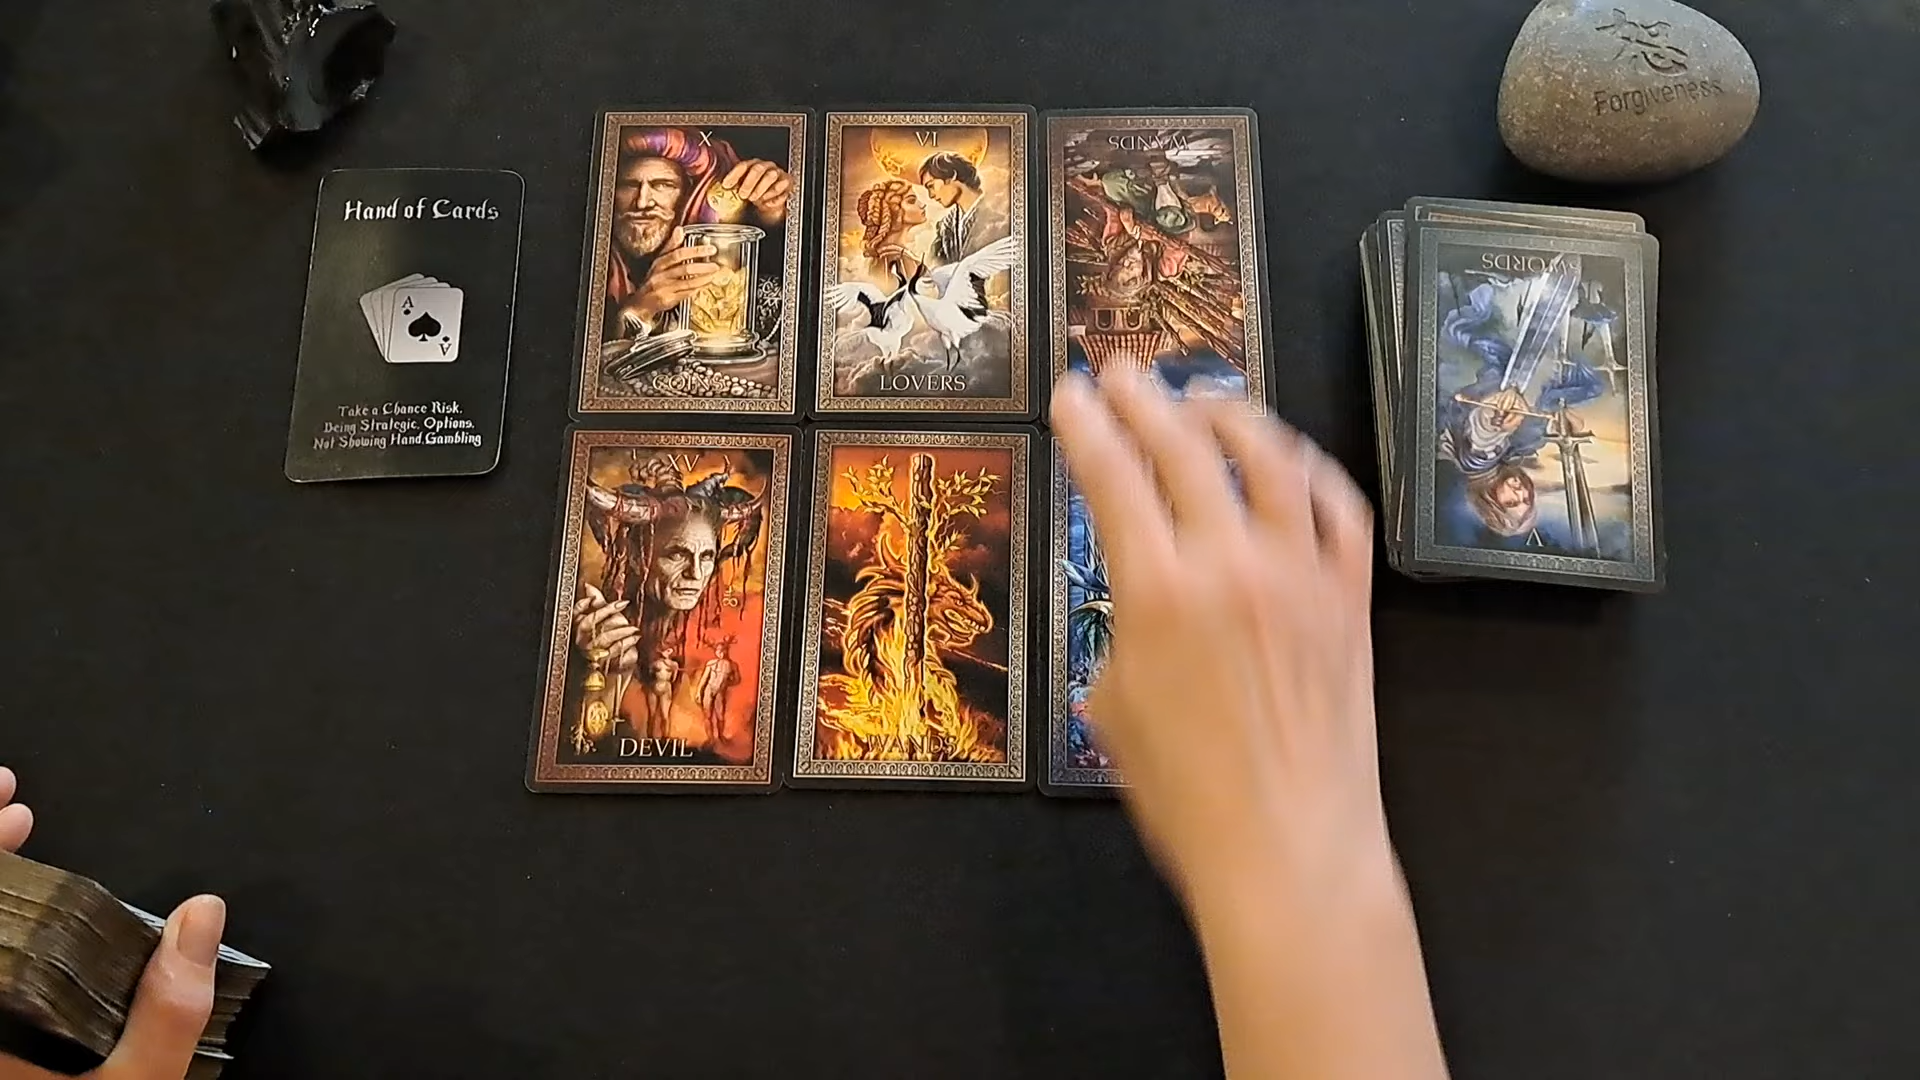 Forgiveness
Hand of Cards
A
A
Take a Chance Risk,
Being Strategic, Options,
Not Showing Hand,Gambling
X
COINS
VI
LOVERS
WANDS
SWORDS
V
XV
DEVIL
WANDS